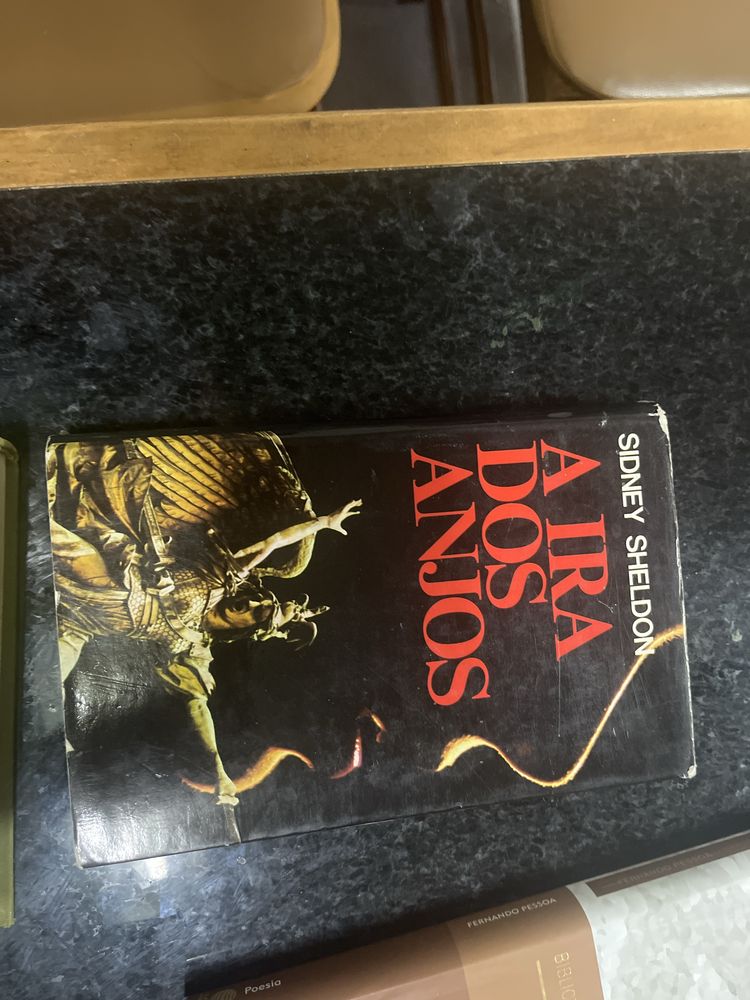 SIDNEY SHELDON
A IRA
DOS
ANJOS
FERNANDO PESSOA
FERNANDO PESSOA
Poesia